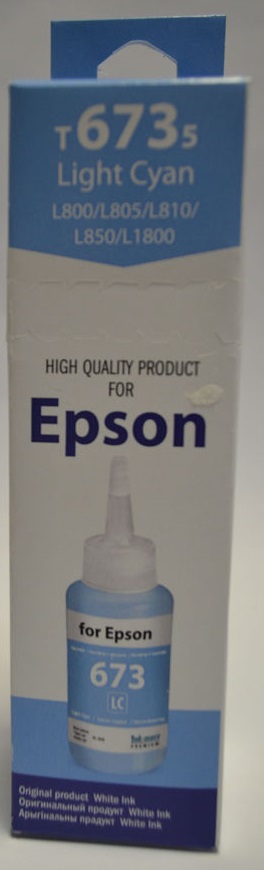 T6735
Light Cyan
L800/L805/L810/
L850/L1800
HIGH QUALITY PRODUCT
FOR
Epson
for Epson
673
LC
Original product White Ink
Оригинальный продукт White Ink
Арыгінальны прадукт White Ink